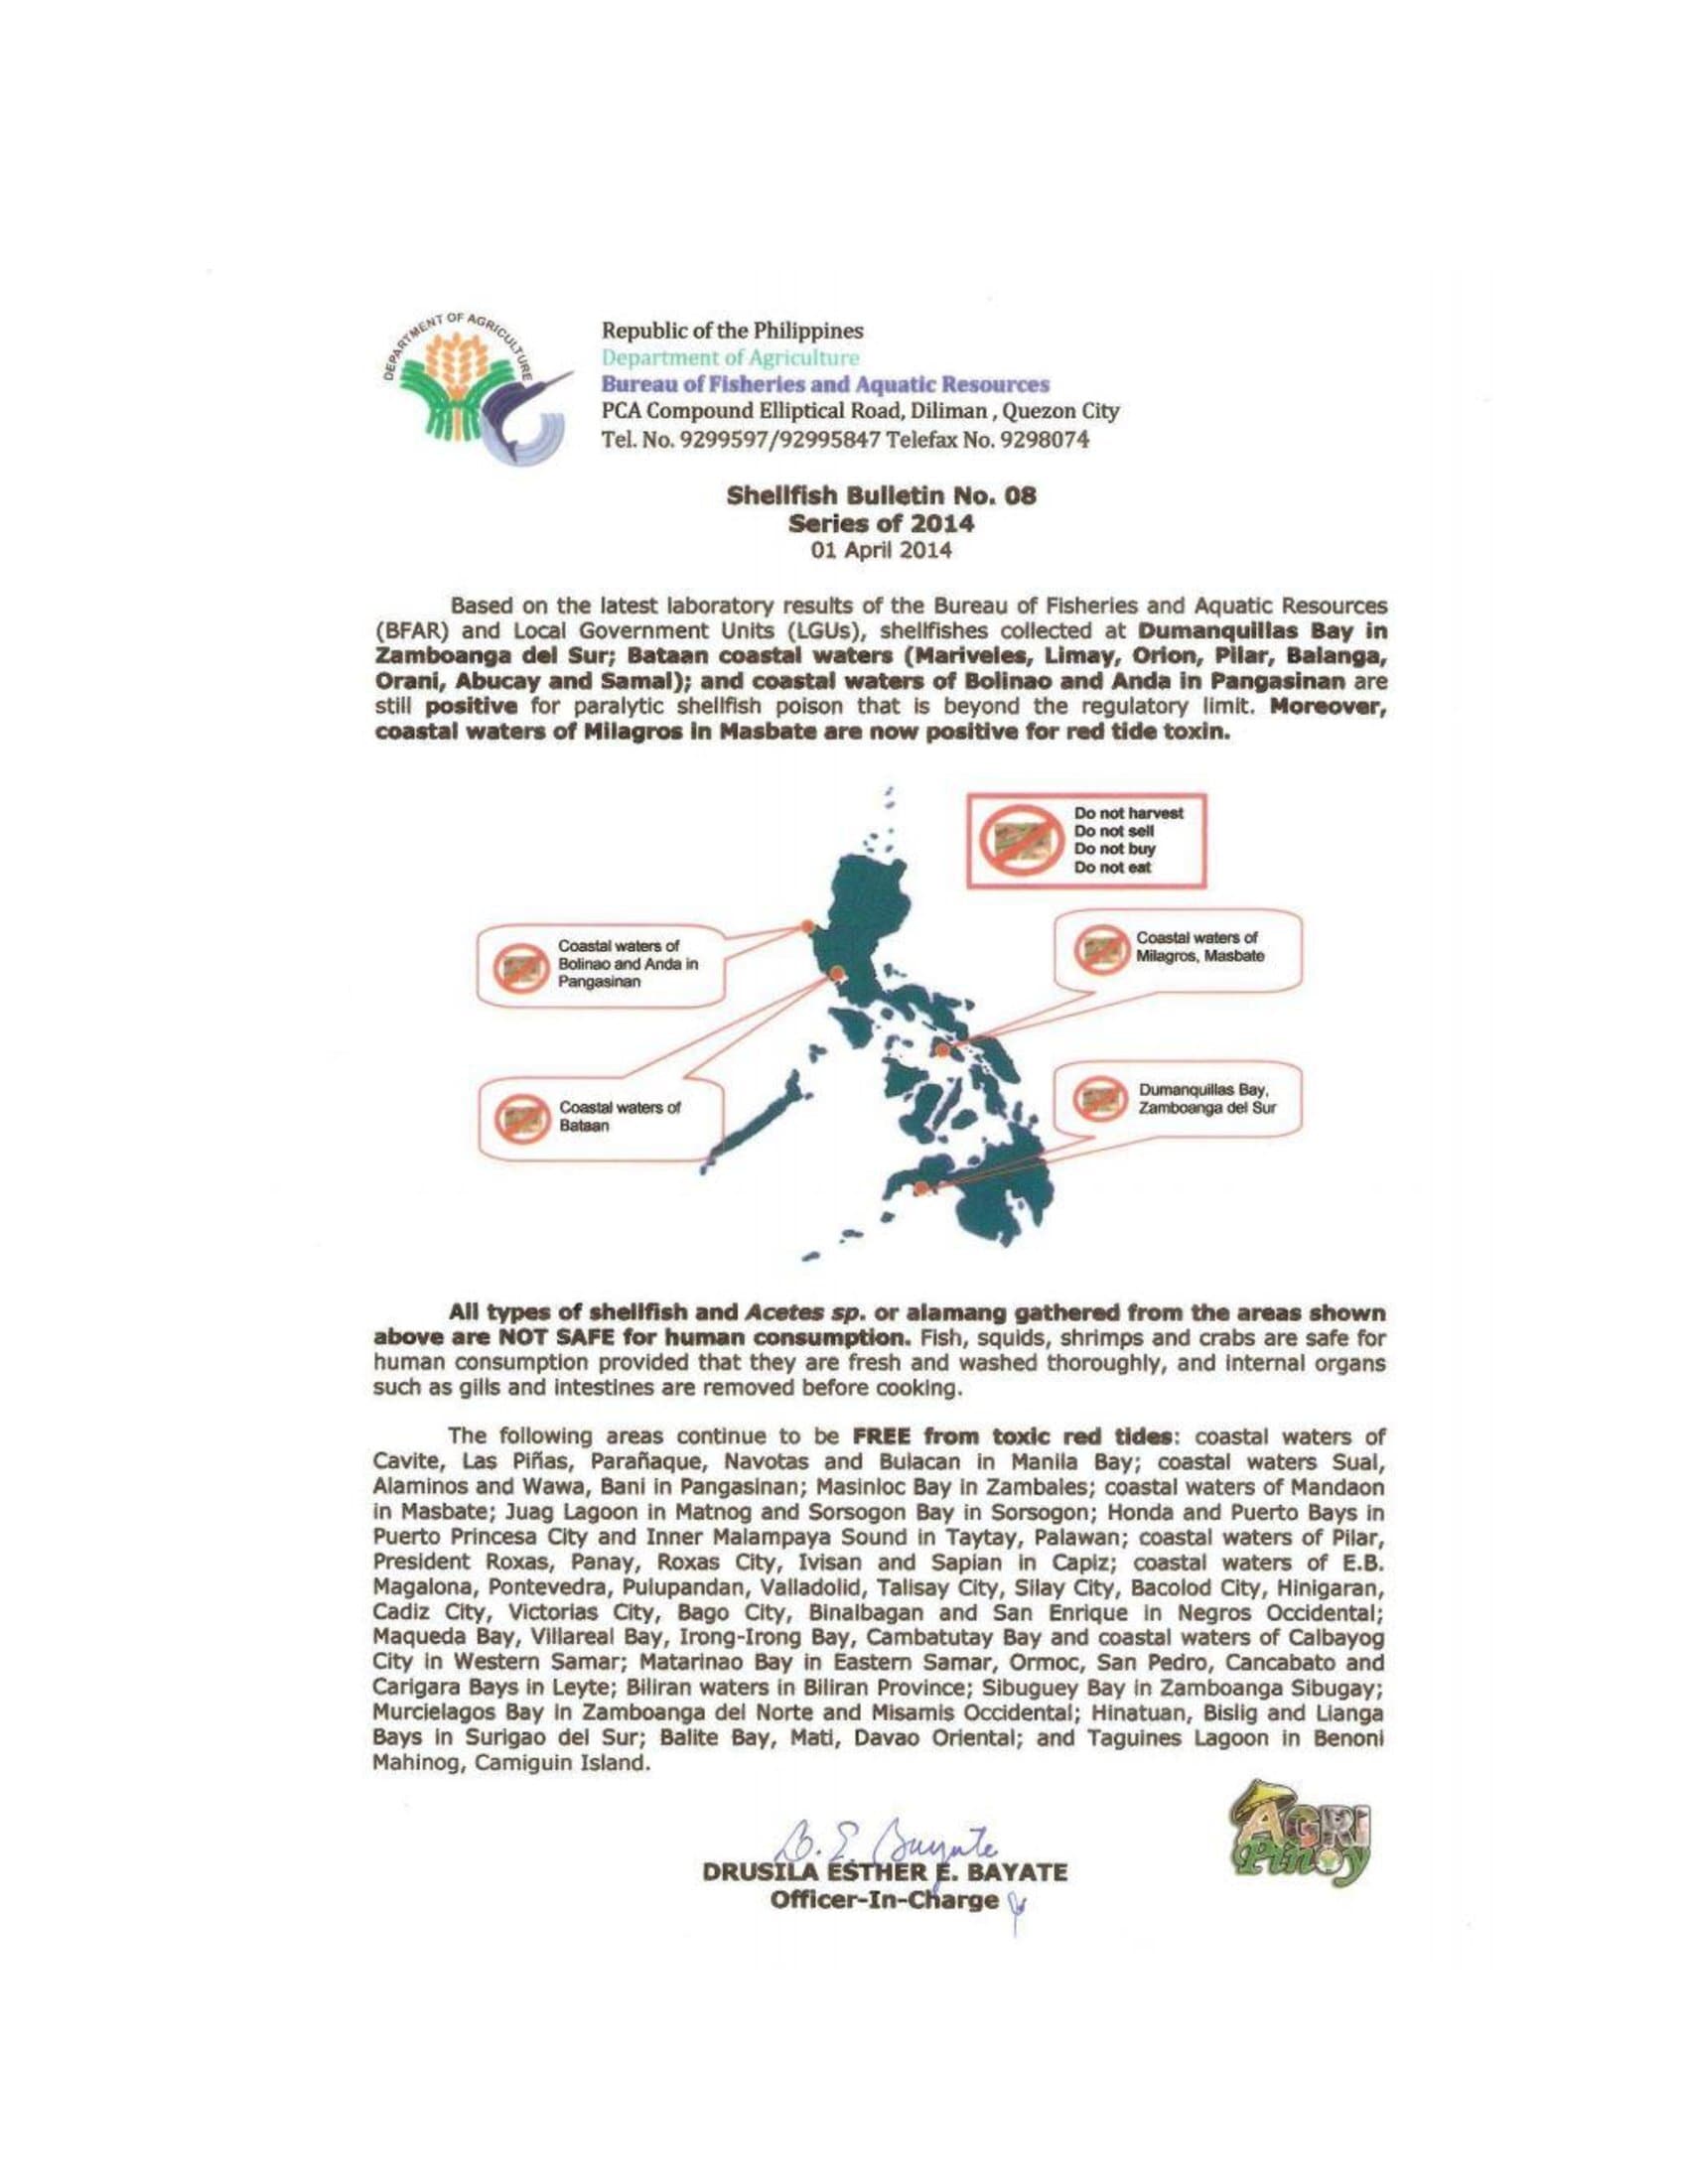 DEPARTMENT OF AGRICULTURE
Republic of the Philippines
Department of Agriculture
Bureau of Fisheries and Aquatic Resources
PCA Compound Elliptical Road, Diliman , Quezon City
Tel. No. 9299597/92995847 Telefax No. 9298074
Shellfish Bulletin No. 08
Series of 2014
01 April 2014
Based on the latest laboratory results of the Bureau of Fisheries and Aquatic Resources
(BFAR) and Local Government Units (LGUs), shellfishes collected at Dumanquillas Bay in
Zamboanga del Sur; Bataan coastal waters (Mariveles, Limay, Orion, Pilar, Balanga,
Orani, Abucay and Samal); and coastal waters of Bolinao and Anda in Pangasinan are
still positive for paralytic shellfish poison that is beyond the regulatory limit. Moreover,
coastal waters of Milagros in Masbate are now positive for red tide toxin.
Do not harvest
Do not sell
Do not buy
Do not eat
Coastal waters of
Bolinao and Anda in
Pangasinan
Coastal waters of
Milagros, Masbate
Coastal waters of
Bataan
Dumanquillas Bay,
Zamboanga del Sur
All types of shellfish and Acetes sp. or alamang gathered from the areas shown
above are NOT SAFE for human consumption. Fish, squids, shrimps and crabs are safe for
human consumption provided that they are fresh and washed thoroughly, and internal organs
such as gills and intestines are removed before cooking.
The following areas continue to be FREE from toxic red tides: coastal waters of
Cavite, Las Piñas, Parañaque, Navotas and Bulacan in Manila Bay; coastal waters Sual,
Alaminos and Wawa, Bani in Pangasinan; Masinloc Bay in Zambales; coastal waters of Mandaon
in Masbate; Juag Lagoon in Matnog and Sorsogon Bay in Sorsogon; Honda and Puerto Bays in
Puerto Princesa City and Inner Malampaya Sound in Taytay, Palawan; coastal waters of Pilar,
President Roxas, Panay, Roxas City, Ivisan and Sapian in Capiz; coastal waters of E.B.
Magalona, Pontevedra, Pulupandan, Valladolid, Talisay City, Silay City, Bacolod City, Hinigaran,
Cadiz City, Victorias City, Bago City, Binalbagan and San Enrique in Negros Occidental;
Maqueda Bay, Villareal Bay, Irong-Irong Bay, Cambatutay Bay and coastal waters of Calbayog
City in Western Samar; Matarinao Bay in Eastern Samar, Ormoc, San Pedro, Cancabato and
Carigara Bays in Leyte; Biliran waters in Biliran Province; Sibuguey Bay in Zamboanga Sibugay;
Murcielagos Bay in Zamboanga del Norte and Misamis Occidental; Hinatuan, Bislig and Lianga
Bays in Surigao del Sur; Balite Bay, Mati, Davao Oriental; and Taguines Lagoon in Benoni
Mahinog, Camiguin Island.
AGRI
Pinoy
D. E. Bayate
DRUSILA ESTHER E. BAYATE
Officer-In-Charge